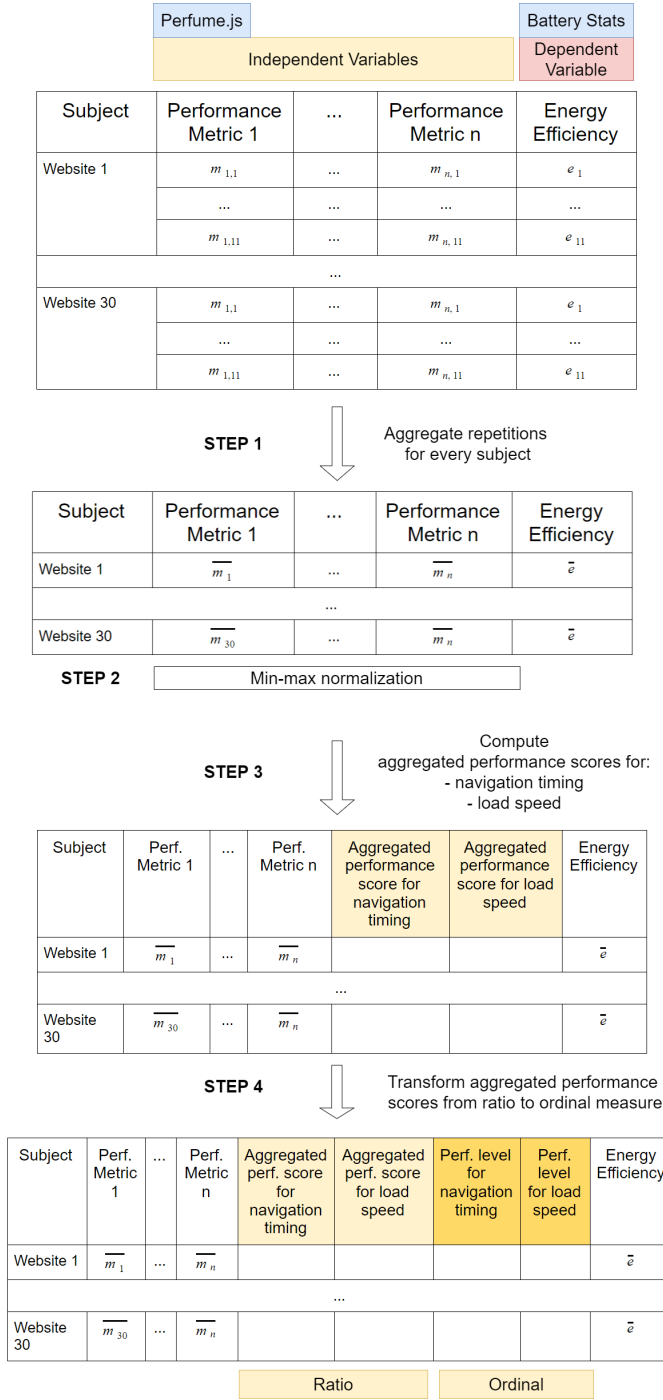 Perfume.js Battery Stats
Independent Variables Dependent
Variable
Subject Performance ... Performance Energy
Metric 1 Metric n Efficiency
Website 1 m 1,1 ... m n, 1 e 1
... ... ... ...
m 1,11 ... m n, 11 e 11
...
Website 30 m 1,1 ... m n, 1 e 1
... ... ... ...
m 1,11 ... m n, 11 e 11
STEP 1 Aggregate repetitions
for every subject
Subject Performance ... Performance Energy
Metric 1 Metric n Efficiency
Website 1 m̅ 1 ... m̅ n e̅
...
Website 30 m̅ 30 ... m̅ n e̅
STEP 2 Min-max normalization
Compute
STEP 3 aggregated performance scores for:
- navigation timing
- load speed
Subject Perf. ... Perf. Aggregated Aggregated Energy
Metric 1 Metric n performance performance Efficiency
score for score for load
navigation speed
timing
Website 1 m̅ 1 ... m̅ n e̅
...
Website m̅ 30 ... m̅ n e̅
30
STEP 4 Transform aggregated performance
scores from ratio to ordinal measure
Subject Perf. ... Perf. Aggregated Aggregated Perf. level Perf. Energy
Metric Metric perf. score perf. score for level Efficiency
1 n for for load navigation for load
navigation speed timing speed
timing
Website 1 m̅ 1 ... m̅ n e̅
...
Website m̅ 30 ... m̅ n e̅
30
Ratio Ordinal